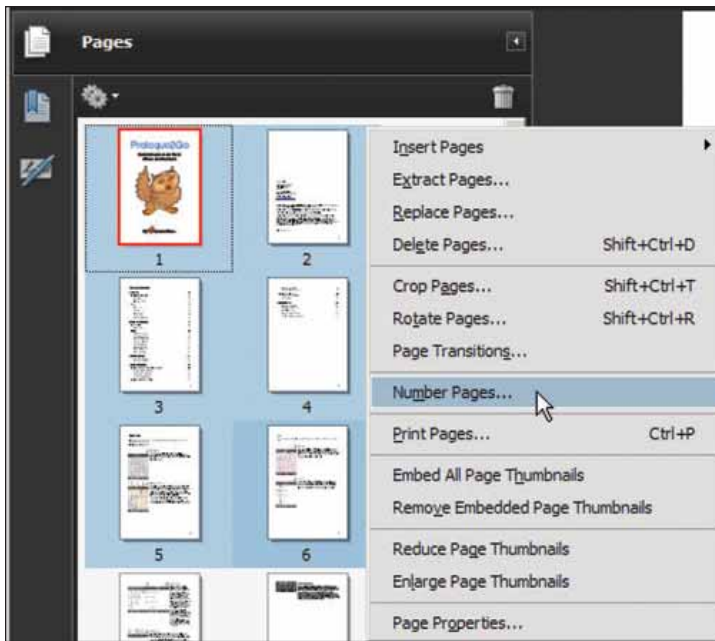 Pages
Proloquo2Go
1
2
3
4
5
6
Insert Pages
Extract Pages...
Replace Pages...
Delete Pages... Shift+Ctrl+D
Crop Pages... Shift+Ctrl+T
Rotate Pages... Shift+Ctrl+R
Page Transitions...
Number Pages...
Print Pages... Ctrl+P
Embed All Page Thumbnails
Remove Embedded Page Thumbnails
Reduce Page Thumbnails
Enlarge Page Thumbnails
Page Properties...